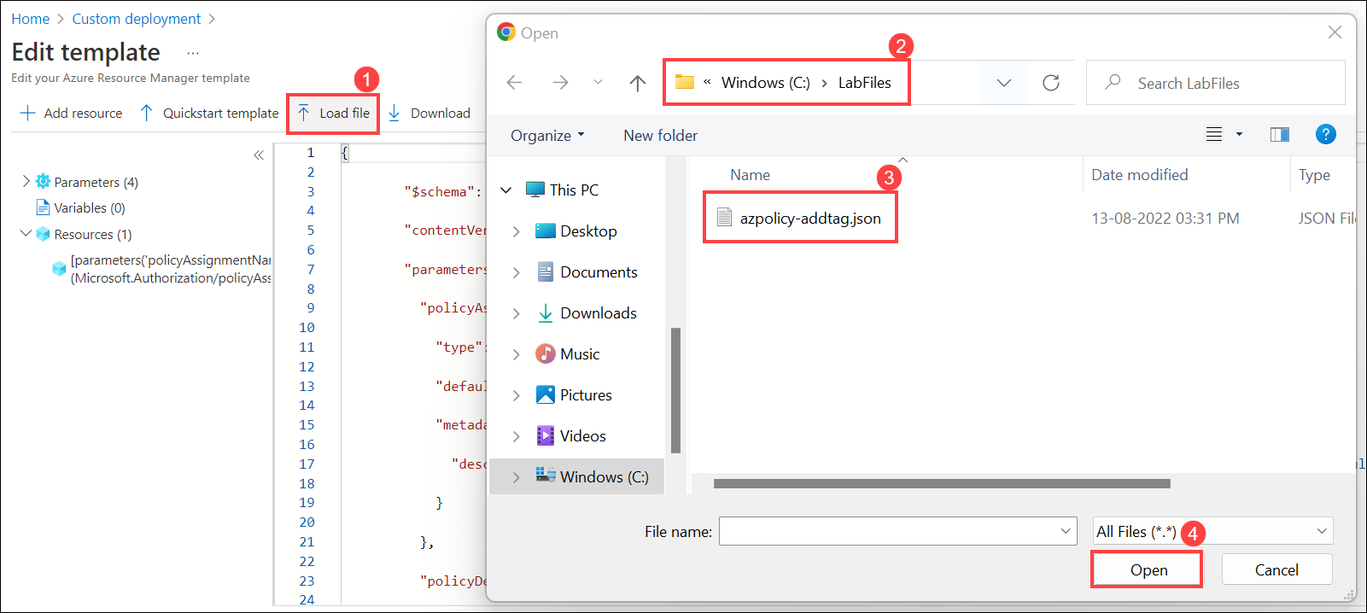 Home > Custom deployment >
Edit template ...
Edit your Azure Resource Manager template
1
Add resource
Quickstart template
Load file
Download
«
Parameters (4)
Variables (0)
Resources (1)
[parameters('policyAssignmentNar
(Microsoft.Authorization/policyAss
1 {
2
3 "$schema":
4
5 "contentVer
6
7 "parameters
8
9 "policyAs
10
11 "type":
12
13 "defaul
14
15 "metada
16
17 "desc
18
19 }
20
21 },
22
23 "policyDe
24
Open
2
« Windows (C:) > LabFiles
Search LabFiles
Organize
New folder
?
This PC
Desktop
Documents
Downloads
Music
Pictures
Videos
Windows (C:)
Name
Date modified
Type
3
azpolicy-addtag.json
13-08-2022 03:31 PM
JSON File
File name:
All Files (*.*)
4
Open
Cancel